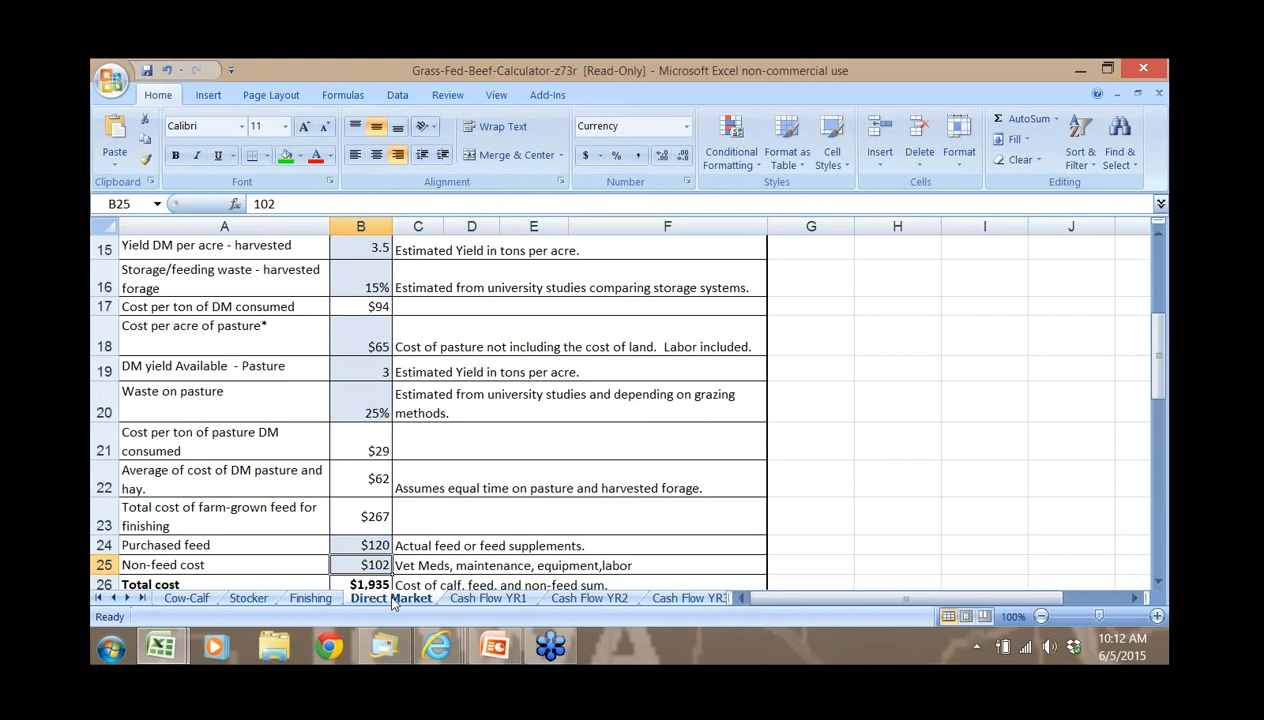 Grass-Fed-Beef-Calculator-z73r [Read-Only] - Microsoft Excel non-commercial use
Home Insert Page Layout Formulas Data Review View Add-Ins
Calibri 11 Wrap Text Currency AutoSum
Fill
Paste B I U Merge & Center $ % , Conditional Formatting Format as Table Cell Styles Insert Delete Format Clear Sort & Filter Find & Select
Clipboard Font Alignment Number Styles Cells Editing
B25 fx 102
A B C D E F G H I J
15 Yield DM per acre - harvested 3.5 Estimated Yield in tons per acre.
Storage/feeding waste - harvested
16 forage 15% Estimated from university studies comparing storage systems.
17 Cost per ton of DM consumed $94
Cost per acre of pasture*
18 $65 Cost of pasture not including the cost of land. Labor included.
19 DM yield Available - Pasture 3 Estimated Yield in tons per acre.
Waste on pasture Estimated from university studies and depending on grazing
20 25% methods.
Cost per ton of pasture DM
21 consumed $29
Average of cost of DM pasture and
22 hay. $62 Assumes equal time on pasture and harvested forage.
Total cost of farm-grown feed for
23 finishing $267
24 Purchased feed $120 Actual feed or feed supplements.
25 Non-feed cost $102 Vet Meds, maintenance, equipment,labor
26 Total cost $1,935 Cost of calf, feed, and non-feed sum.
Cow-Calf Stocker Finishing Direct Market Cash Flow YR1 Cash Flow YR2 Cash Flow YR3
Ready 100%
10:12 AM
6/5/2015